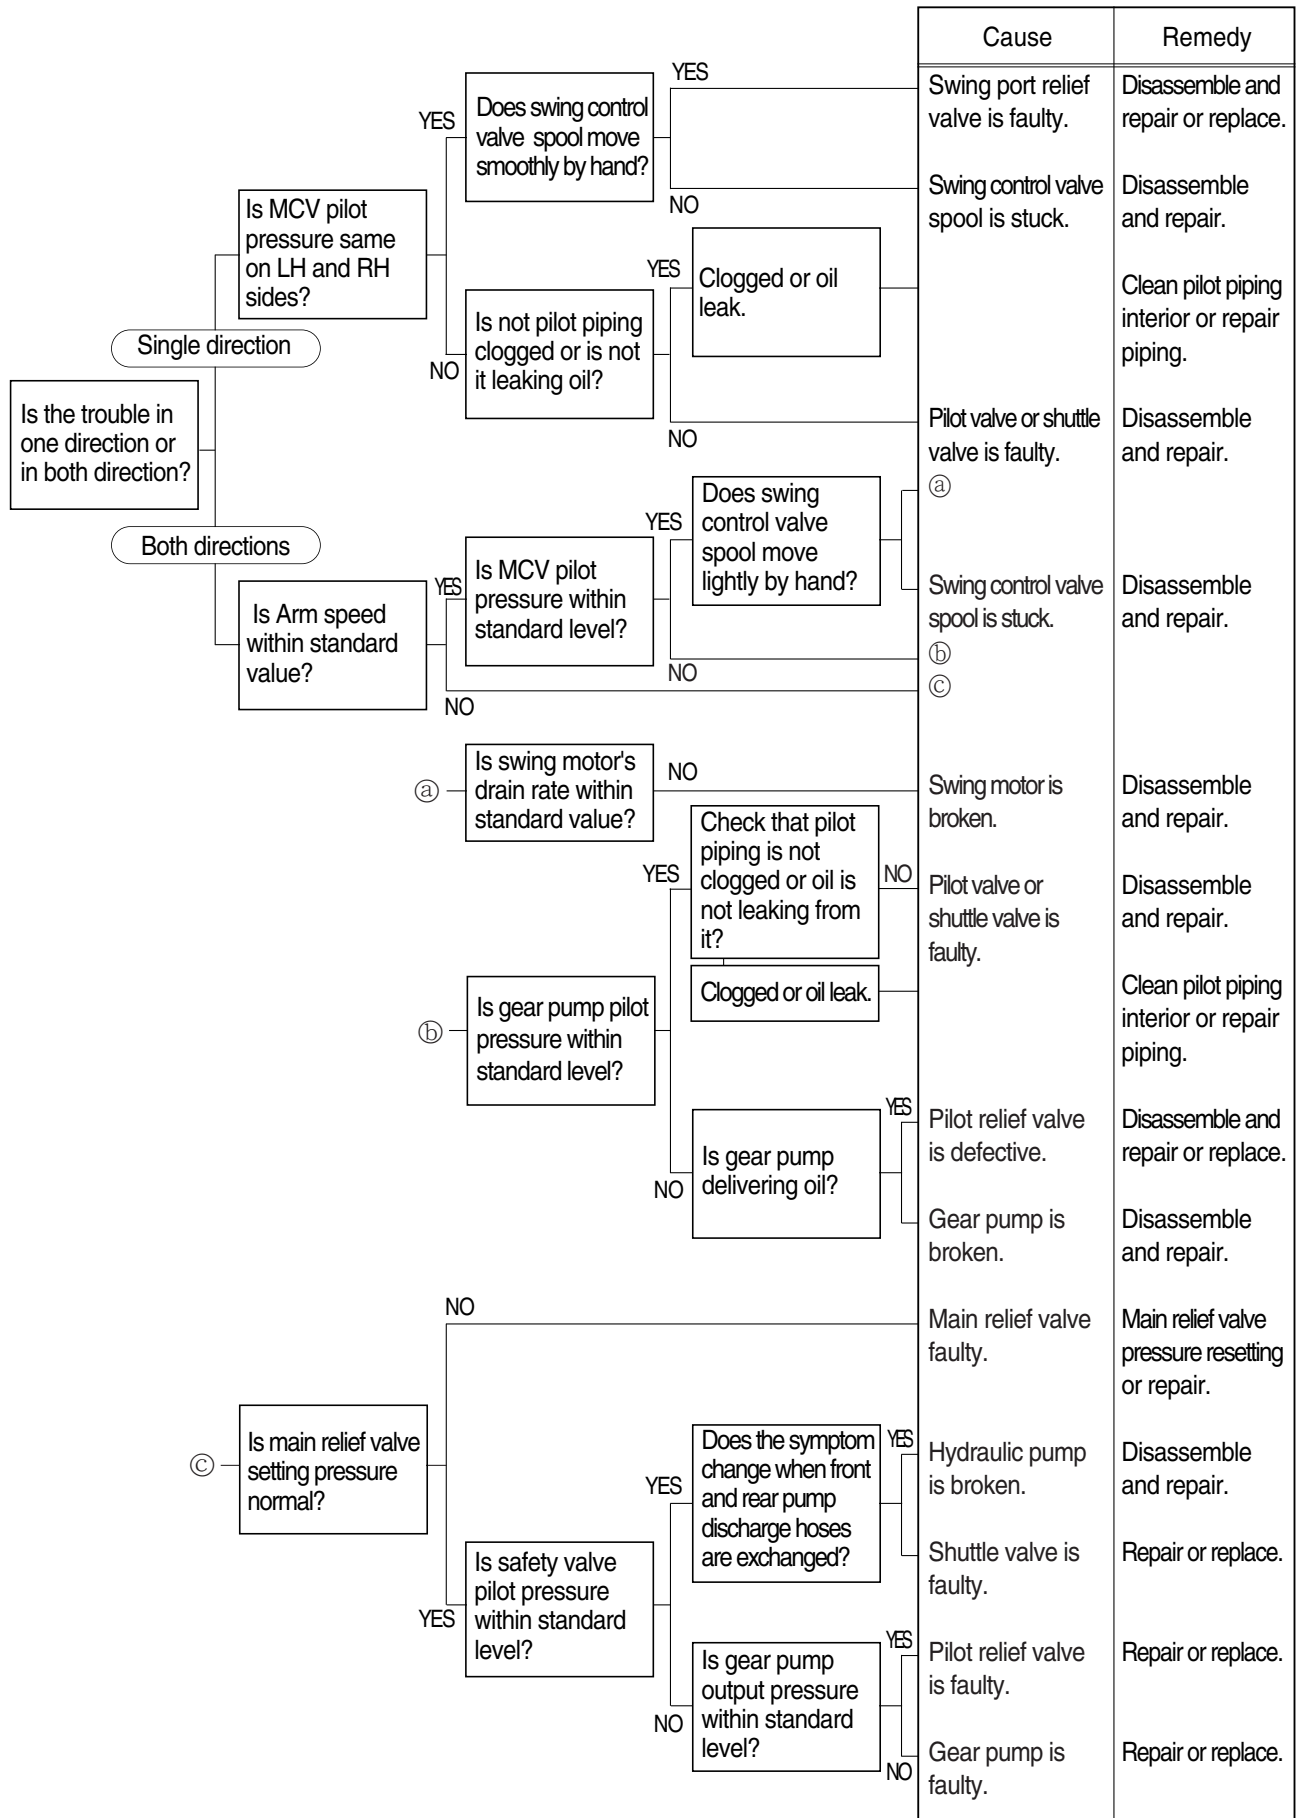 Cause
Remedy
YES
Swing port relief
valve is faulty.
Disassemble and
repair or replace.
YES
Does swing control
valve spool move
smoothly by hand?
NO
Swing control valve
spool is stuck.
Disassemble
and repair.
Is MCV pilot
pressure same
on LH and RH
sides?
YES
Clogged or oil
leak.
Clean pilot piping
interior or repair
piping.
NO
Is not pilot piping
clogged or is not
it leaking oil?
Single direction
NO
Pilot valve or shuttle
valve is faulty.
Disassemble
and repair.
Is the trouble in
one direction or
in both direction?
Both directions
YES
Does swing
control valve
spool move
lightly by hand?
ⓐ
YES
Is MCV pilot
pressure within
standard level?
Swing control valve
spool is stuck.
Disassemble
and repair.
Is Arm speed
within standard
value?
NO
ⓑ
NO
ⓒ
ⓐ
Is swing motor's
drain rate within
standard value?
NO
Swing motor is
broken.
Disassemble
and repair.
YES
Check that pilot
piping is not
clogged or oil is
not leaking from
it?
NO
Pilot valve or
shuttle valve is
faulty.
Disassemble
and repair.
Clogged or oil leak.
Clean pilot piping
interior or repair
piping.
ⓑ
Is gear pump pilot
pressure within
standard level?
NO
Is gear pump
delivering oil?
YES
Pilot relief valve
is defective.
Disassemble and
repair or replace.
Gear pump is
broken.
Disassemble
and repair.
NO
Main relief valve
faulty.
Main relief valve
pressure resetting
or repair.
ⓒ
Is main relief valve
setting pressure
normal?
YES
Is safety valve
pilot pressure
within standard
level?
YES
Does the symptom
change when front
and rear pump
discharge hoses
are exchanged?
YES
Hydraulic pump
is broken.
Disassemble
and repair.
Shuttle valve is
faulty.
Repair or replace.
NO
Is gear pump
output pressure
within standard
level?
YES
Pilot relief valve
is faulty.
Repair or replace.
NO
Gear pump is
faulty.
Repair or replace.